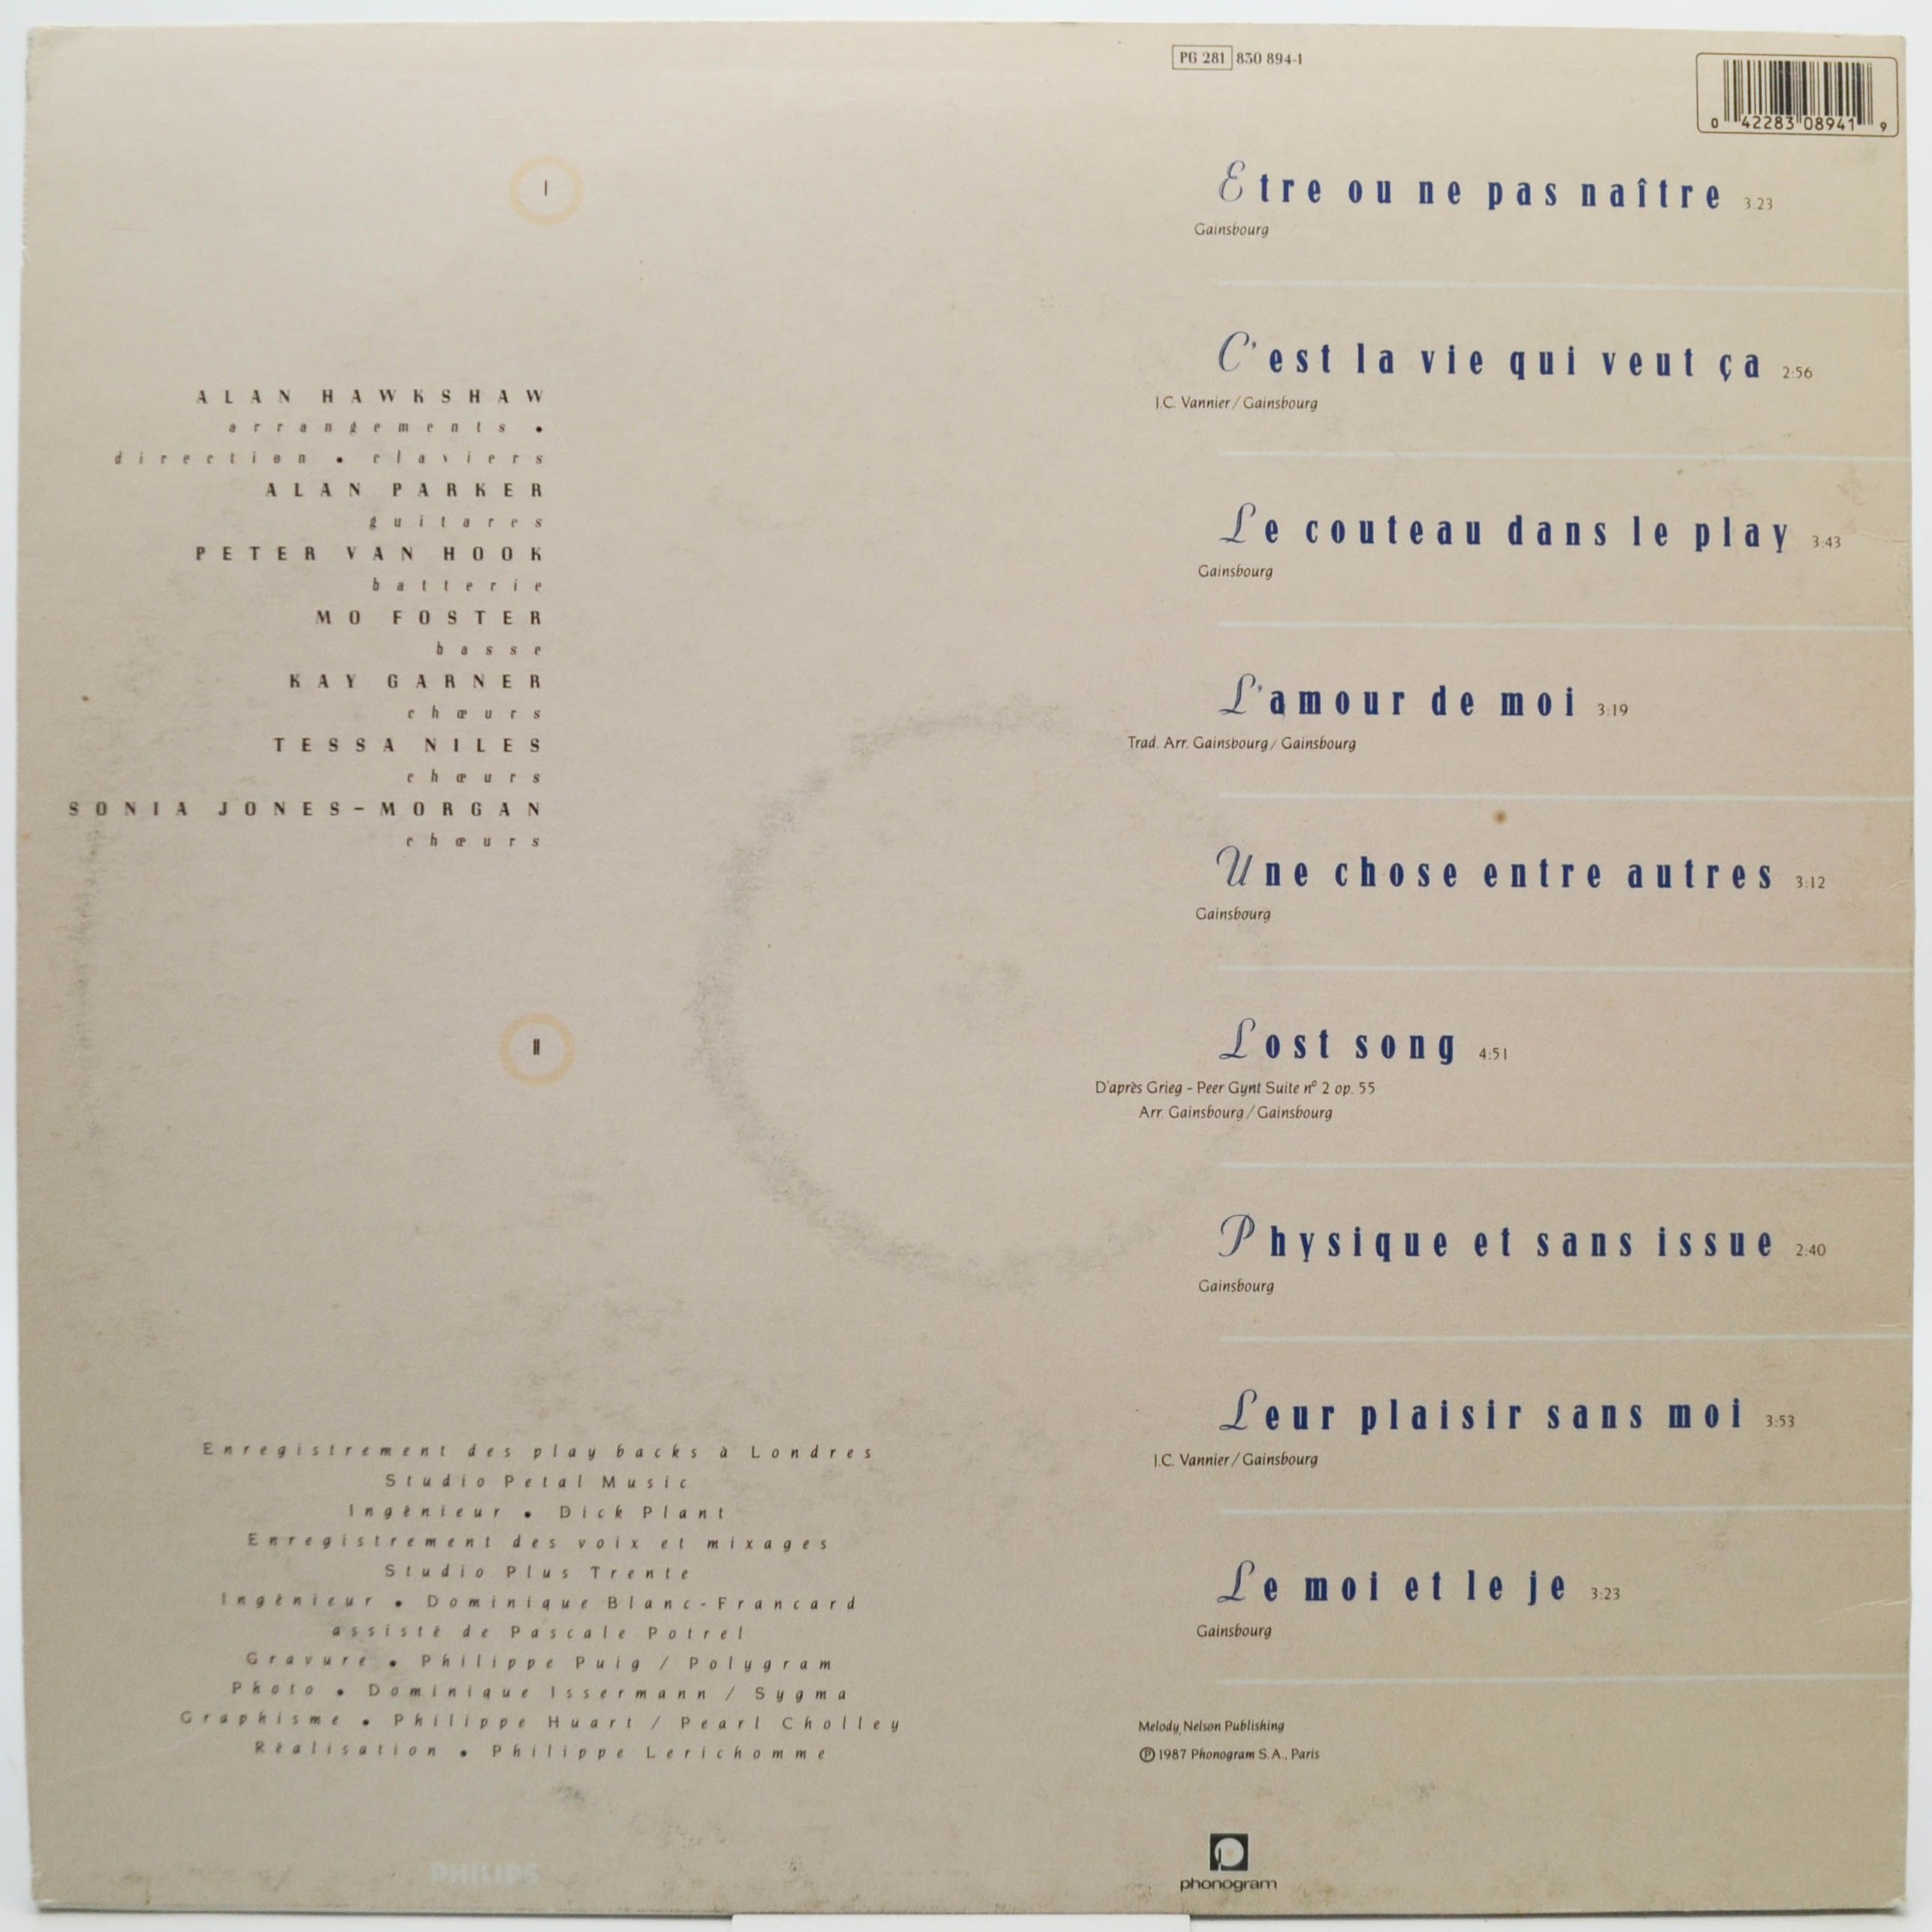 PG 281 830 894-1
0 42283 08941 9
I
Etre ou ne pas naître 3:23
Gainsbourg
C'est la vie qui veut ça 2:56
J.C. Vannier / Gainsbourg
Le couteau dans le play 3:43
Gainsbourg
L'amour de moi 3:19
Trad. Arr. Gainsbourg / Gainsbourg
Une chose entre autres 3:12
Gainsbourg
ALAN HAWKSHAW
arrangements •
direction • claviers
ALAN PARKER
guitares
PETER VAN HOOK
batterie
MO FOSTER
basse
KAY GARNER
chœurs
TESSA NILES
chœurs
SONIA JONES-MORGAN
chœurs
II
Lost song 4:51
D'après Grieg - Peer Gynt Suite nº 2 op. 55
Arr. Gainsbourg / Gainsbourg
Physique et sans issue 2:40
Gainsbourg
Leur plaisir sans moi 3:53
J.C. Vannier / Gainsbourg
Le moi et le je 3:23
Gainsbourg
Enregistrement des play backs à Londres
Studio Petal Music
Ingénieur • Dick Plant
Enregistrement des voix et mixages
Studio Plus Trente
Ingénieur • Dominique Blanc-Francard
assisté de Pascale Potrel
Gravure • Philippe Puig / Polygram
Photo • Dominique Issermann / Sygma
Graphisme • Philippe Huart / Pearl Cholley
Réalisation • Philippe Lerichomme
Melody Nelson Publishing
℗ 1987 Phonogram S.A., Paris
PHILIPS
phonogram